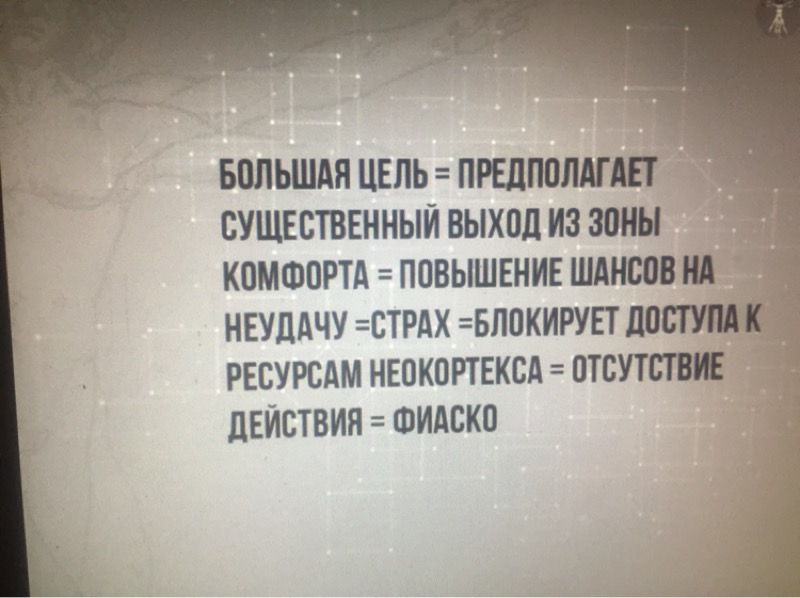 БОЛЬШАЯ ЦЕЛЬ = ПРЕДПОЛАГАЕТ
СУЩЕСТВЕННЫЙ ВЫХОД ИЗ ЗОНЫ
КОМФОРТА = ПОВЫШЕНИЕ ШАНСОВ НА
НЕУДАЧУ =СТРАХ =БЛОКИРУЕТ ДОСТУПА К
РЕСУРСАМ НЕОКОРТЕКСА = ОТСУТСТВИЕ
ДЕЙСТВИЯ = ФИАСКО